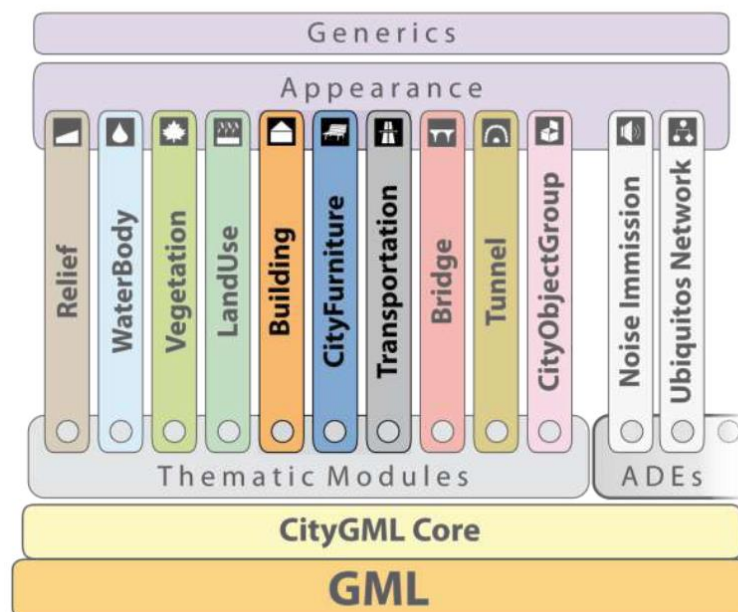 Generics
Appearance
Relief
WaterBody
Vegetation
LandUse
Building
CityFurniture
Transportation
Bridge
Tunnel
CityObjectGroup
Noise Immission
Ubiquitos Network
Thematic Modules
ADEs
CityGML Core
GML